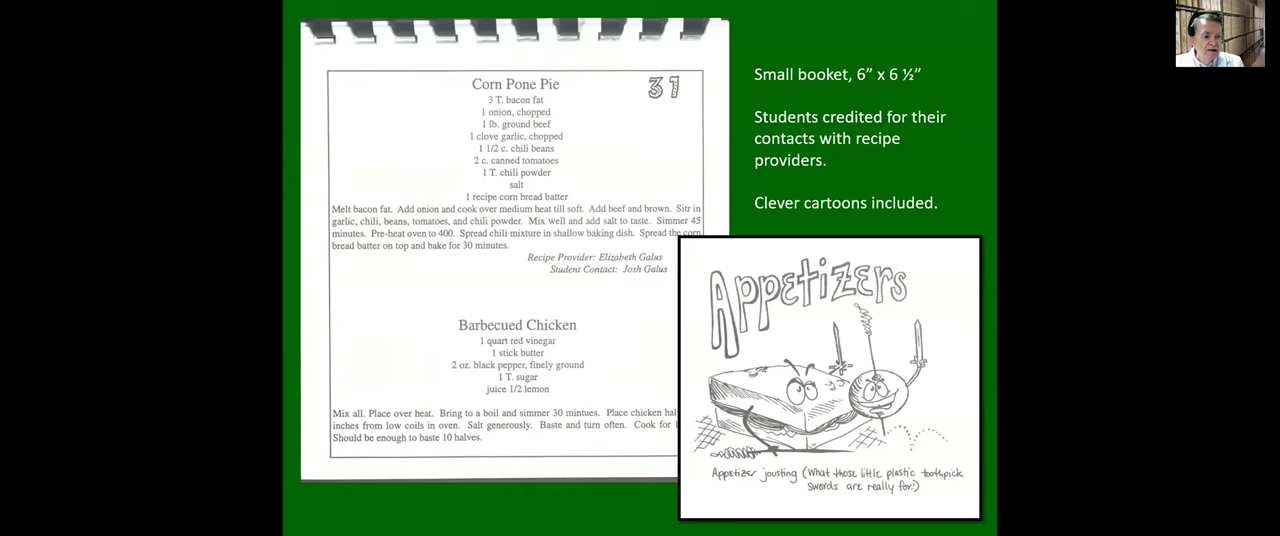 31
Corn Pone Pie
3 T. bacon fat
1 onion, chopped
1 lb. ground beef
1 clove garlic, chopped
1 1/2 c. chili beans
2 c. canned tomatoes
1 T. chili powder
salt
1 recipe corn bread batter
Melt bacon fat. Add onion and cook over medium heat till soft. Add beef and brown. Sitr in
garlic, chili, beans, tomatoes, and chili powder. Mix well and add salt to taste. Simmer 45
minutes. Pre-heat oven to 400. Spread chili mixture in shallow baking dish. Spread the corn
bread batter on top and bake for 30 minutes.
Recipe Provider: Elizabeth Galus
Student Contact: Josh Galus
Barbecued Chicken
1 quart red vinegar
1 stick butter
2 oz. black pepper, finely ground
1 T. sugar
juice 1/2 lemon
Mix all. Place over heat. Bring to a boil and simmer 30 mintues. Place chicken
inches from low coils in oven. Salt generously. Baste and turn often. Cook for
Should be enough to baste 10 halves.
Small booket, 6” x 6 ½”
Students credited for their
contacts with recipe
providers.
Clever cartoons included.
Appetizers
Appetizer jousting (What those little plastic toothpick
swords are really for!)